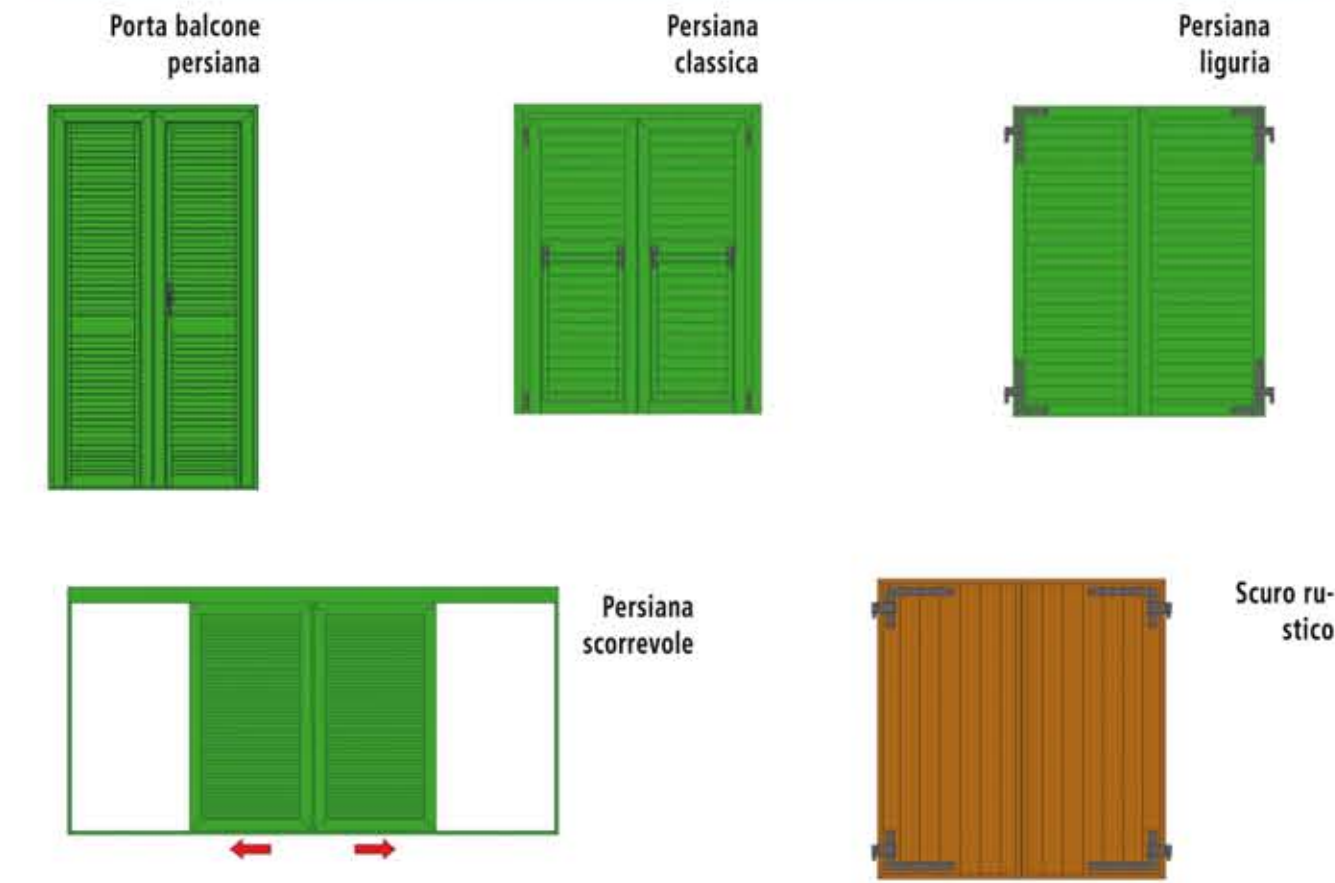 Porta balcone
persiana
Persiana
classica
Persiana
liguria
Persiana
scorrevole
Scuro ru-
stico